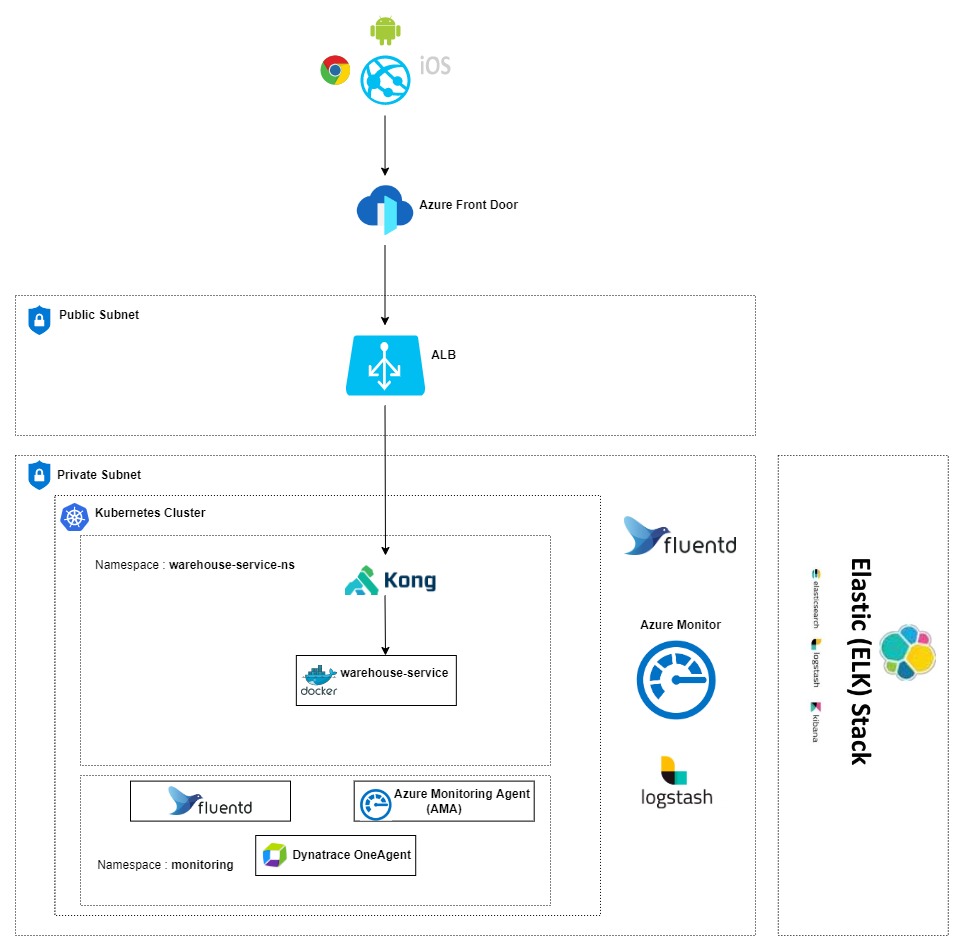 iOS
Azure Front Door
Public Subnet
ALB
Private Subnet
Kubernetes Cluster
Namespace : warehouse-service-ns
Kong
docker
warehouse-service
fluentd
Azure Monitoring Agent
(AMA)
Dynatrace OneAgent
Namespace : monitoring
fluentd
Azure Monitor
logstash
elasticsearch
logstash
kibana
Elastic (ELK) Stack